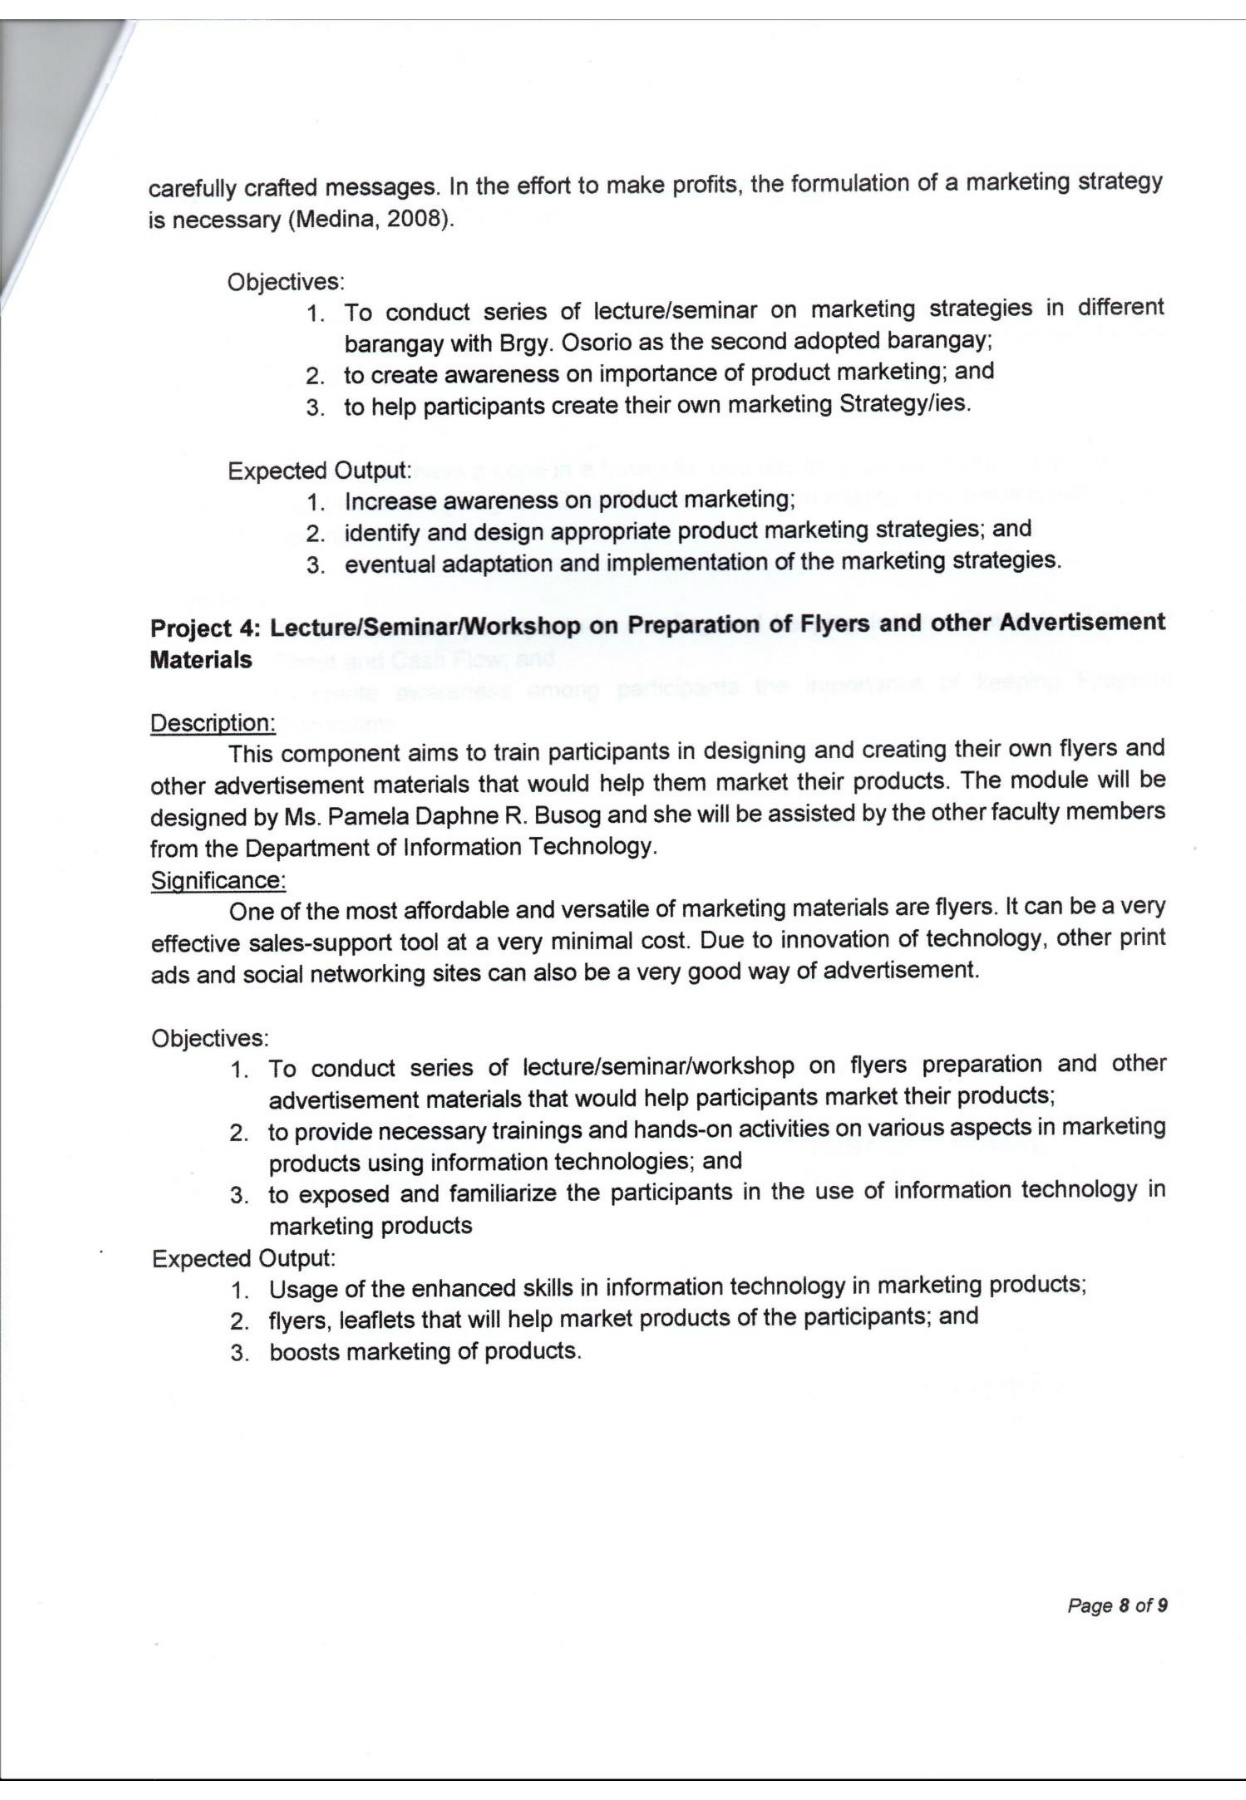 carefully crafted messages. In the effort to make profits, the formulation of a marketing strategy
is necessary (Medina, 2008).
Objectives:
1. To conduct series of lecture/seminar on marketing strategies in different
barangay with Brgy. Osorio as the second adopted barangay;
2. to create awareness on importance of product marketing; and
3. to help participants create their own marketing Strategy/ies.
Expected Output:
1. Increase awareness on product marketing;
2. identify and design appropriate product marketing strategies; and
3. eventual adaptation and implementation of the marketing strategies.
Project 4: Lecture/Seminar/Workshop on Preparation of Flyers and other Advertisement
Materials
Description:
This component aims to train participants in designing and creating their own flyers and
other advertisement materials that would help them market their products. The module will be
designed by Ms. Pamela Daphne R. Busog and she will be assisted by the other faculty members
from the Department of Information Technology.
Significance:
One of the most affordable and versatile of marketing materials are flyers. It can be a very
effective sales-support tool at a very minimal cost. Due to innovation of technology, other print
ads and social networking sites can also be a very good way of advertisement.
Objectives:
1. To conduct series of lecture/seminar/workshop on flyers preparation and other
advertisement materials that would help participants market their products;
2. to provide necessary trainings and hands-on activities on various aspects in marketing
products using information technologies; and
3. to exposed and familiarize the participants in the use of information technology in
marketing products
Expected Output:
1. Usage of the enhanced skills in information technology in marketing products;
2. flyers, leaflets that will help market products of the participants; and
3. boosts marketing of products.
Page 8 of 9